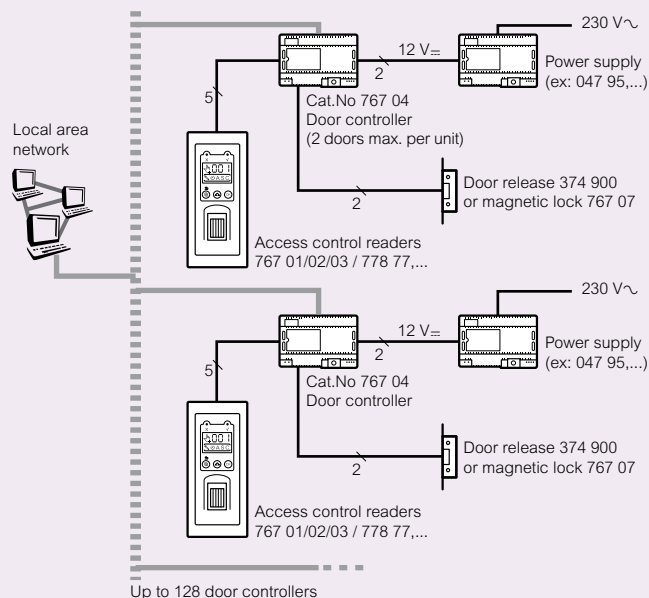 230 V~
12 V⎓
2
Power supply
(ex: 047 95,...)
5
Cat.No 767 04
Door controller
(2 doors max. per unit)
Local area
network
001
ASC
2
Door release 374 900
or magnetic lock 767 07
Access control readers
767 01/02/03 / 778 77,...
230 V~
12 V⎓
2
Power supply
(ex: 047 95,...)
5
Cat.No 767 04
Door controller
001
ASC
2
Door release 374 900
or magnetic lock 767 07
Access control readers
767 01/02/03 / 778 77,...
Up to 128 door controllers